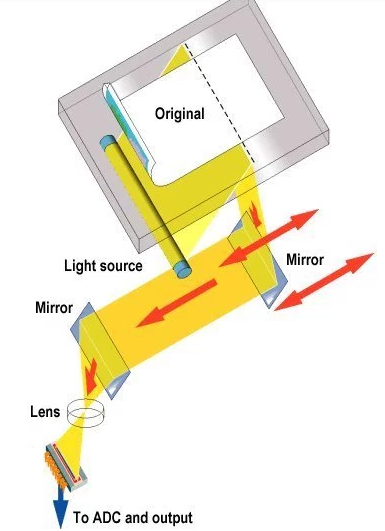 Original
Light source
Mirror
Mirror
Lens
To ADC and output